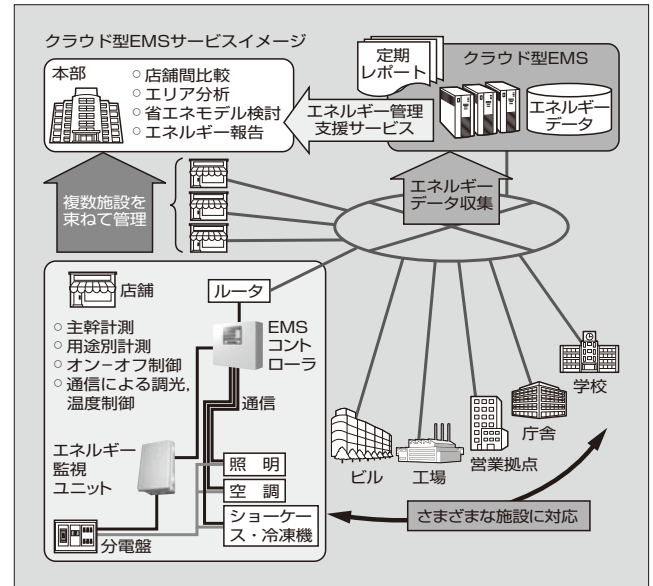 クラウド型EMSサービスイメージ
本部
○ 店舗間比較
○ エリア分析
○ 省エネモデル検討
○ エネルギー報告
定期
レポート
クラウド型EMS
エネルギー
データ
エネルギー管理
支援サービス
複数施設を
束ねて管理
エネルギー
データ収集
店舗
ルータ
○ 主幹計測
○ 用途別計測
○ オン−オフ制御
○ 通信による調光,
温度制御
EMS
コント
ローラ
通信
エネルギー
監視
ユニット
照 明
空 調
ショーケー
ス・冷凍機
分電盤
ビル
工場
営業拠点
庁舎
学校
さまざまな施設に対応